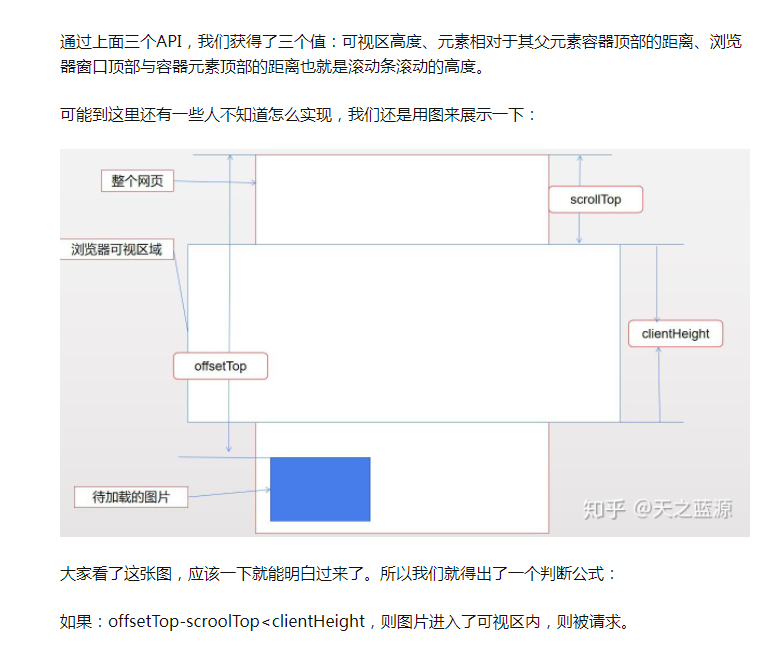 通过上面三个API，我们获得了三个值：可视区高度、元素相对于其父元素容器顶部的距离、浏览
器窗口顶部与容器元素顶部的距离也就是滚动条滚动的高度。
可能到这里还有一些人不知道怎么实现，我们还是用图来展示一下：
整个网页
scrollTop
浏览器可视区域
clientHeight
offsetTop
待加载的图片
知乎 @天之蓝源
大家看了这张图，应该一下就能明白过来了。所以我们就得出了一个判断公式：
如果：offsetTop-scroolTop<clientHeight，则图片进入了可视区内，则被请求。